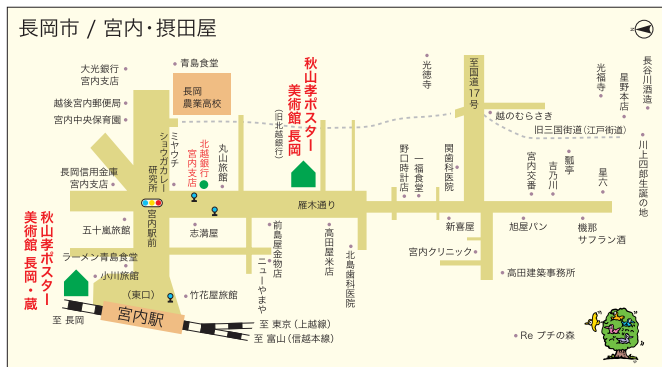 長岡市 / 宮内・摂田屋
大光銀行
宮内支店
青島食堂
越後宮内郵便局
宮内中央保育園
長岡
農業高校
秋山孝ポスター
美術館 長岡
(旧北越銀行)
ミヤウチ
ショウガカレー
研究所
北越銀行
宮内支店
丸山旅館
長岡信用金庫
宮内支店
宮内駅前
雁木通り
秋山孝ポスター
美術館 長岡・蔵
五十嵐旅館
志満屋
ラーメン青島食堂
小川旅館
(東口)
竹花屋旅館
宮内駅
至 長岡
至 東京(上越線)
至 富山(信越本線)
前島屋金物店
ニューやまや
高田屋米店
北島歯科医院
光徳寺
至国道17号
越のむらさき
旧三国街道(江戸街道)
野口時計店
一福食堂
関歯科医院
光福寺
星野本店
長谷川酒造
川上四郎生誕の地
宮内交番
吉乃川
瓢亭
星六
新喜屋
旭屋パン
機那
サフラン酒
宮内クリニック
高田建築事務所
Re プチの森